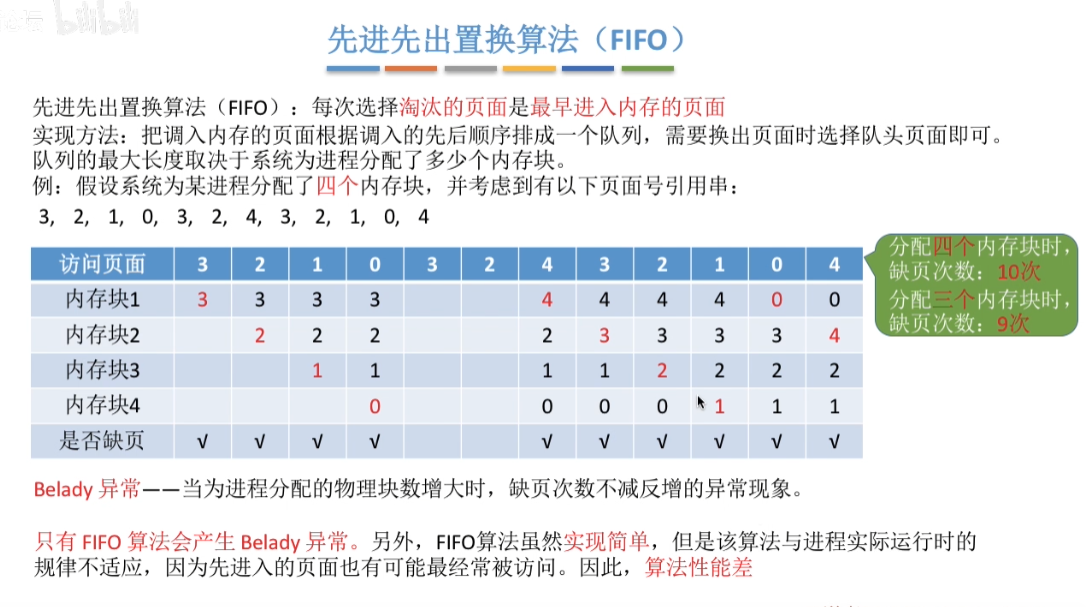 bilibili
先进先出置换算法（FIFO）
先进先出置换算法（FIFO）：每次选择淘汰的页面是最早进入内存的页面
实现方法：把调入内存的页面根据调入的先后顺序排成一个队列，需要换出页面时选择队头页面即可。
队列的最大长度取决于系统为进程分配了多少个内存块。
例：假设系统为某进程分配了四个内存块，并考虑到有以下页面号引用串：
3, 2, 1, 0, 3, 2, 4, 3, 2, 1, 0, 4
访问页面 3 2 1 0 3 2 4 3 2 1 0 4
内存块1 3 3 3 3 4 4 4 4 0 0
内存块2 2 2 2 2 3 3 3 3 4
内存块3 1 1 1 1 2 2 2 2
内存块4 0 0 0 0 1 1 1
是否缺页 √ √ √ √ √ √ √ √ √ √
分配四个内存块时，
缺页次数：10次
分配三个内存块时，
缺页次数：9次
Belady 异常——当为进程分配的物理块数增大时，缺页次数不减反增的异常现象。
只有 FIFO 算法会产生 Belady 异常。另外，FIFO算法虽然实现简单，但是该算法与进程实际运行时的
规律不适应，因为先进入的页面也有可能最经常被访问。因此，算法性能差